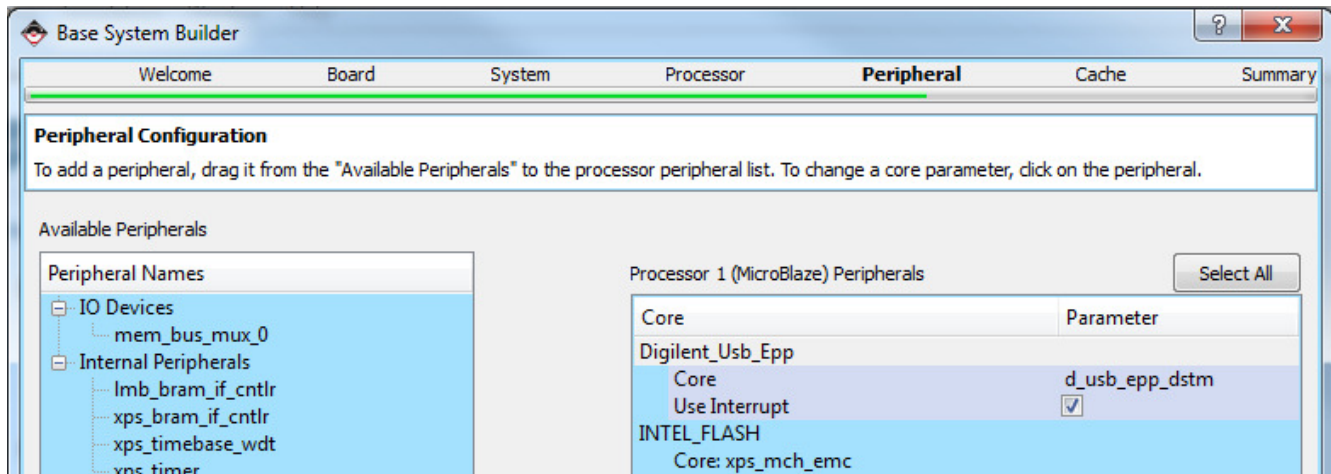 Base System Builder
Welcome Board System Processor Peripheral Cache Summary
Peripheral Configuration
To add a peripheral, drag it from the "Available Peripherals" to the processor peripheral list. To change a core parameter, click on the peripheral.
Available Peripherals
Peripheral Names
IO Devices
mem_bus_mux_0
Internal Peripherals
lmb_bram_if_cntlr
xps_bram_if_cntlr
xps_timebase_wdt
xps_timer
Processor 1 (MicroBlaze) Peripherals
Select All
Core Parameter
Digilent_Usb_Epp
Core d_usb_epp_dstm
Use Interrupt
INTEL_FLASH
Core: xps_mch_emc